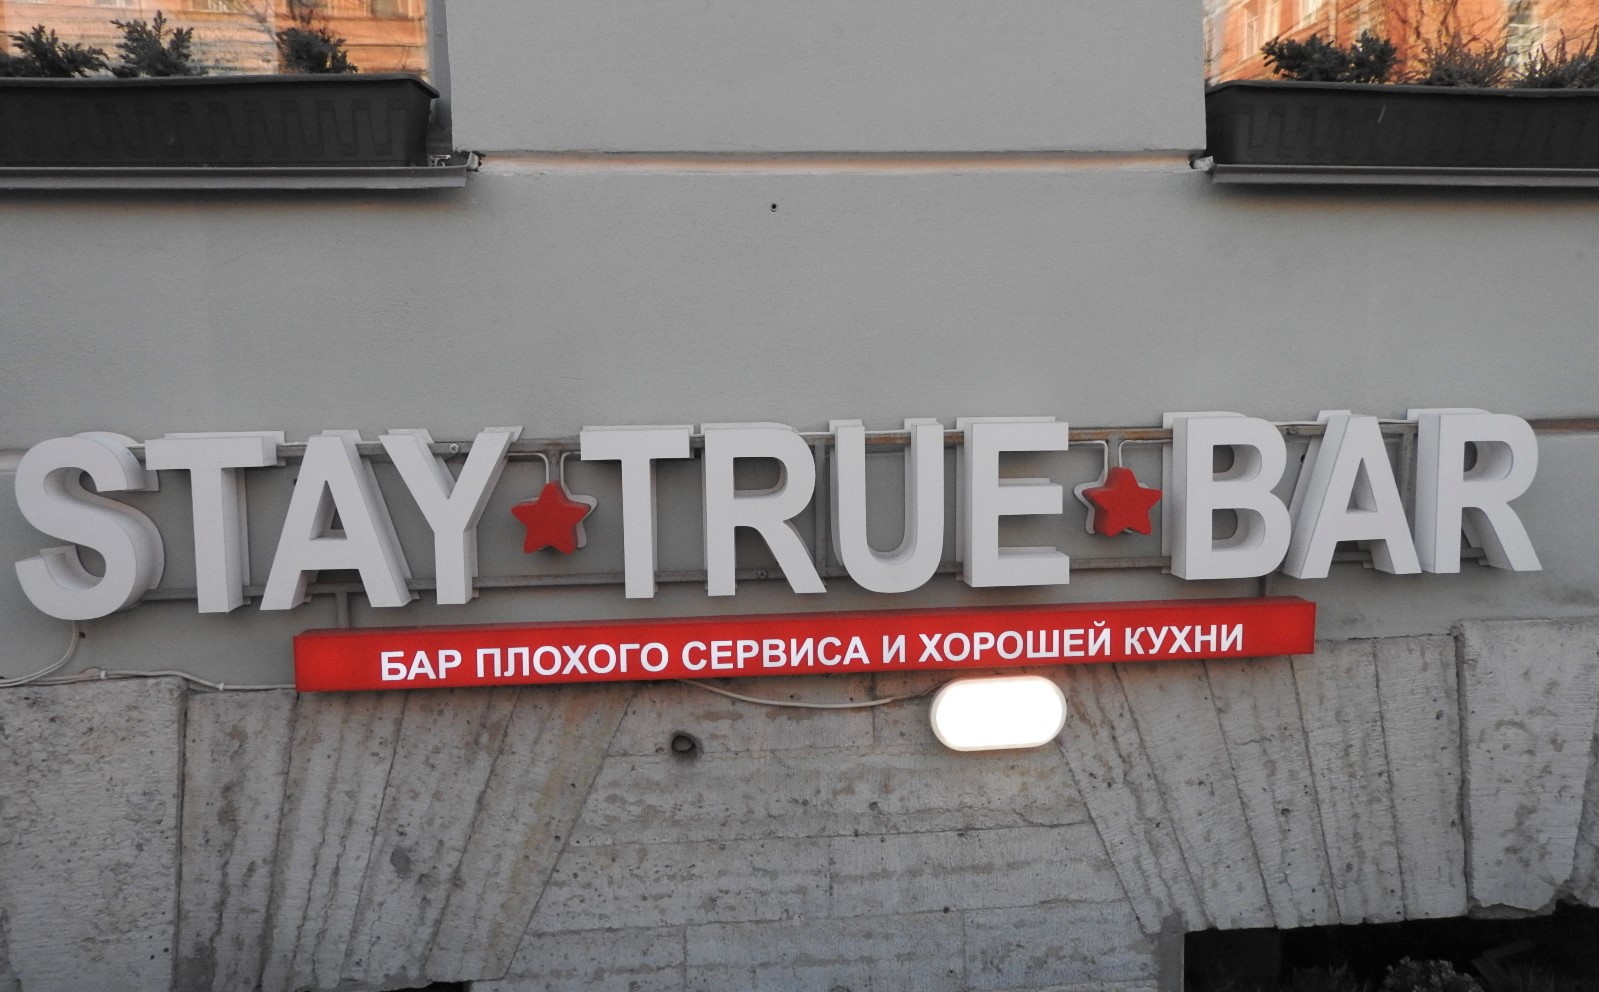 STAY TRUE BAR
БАР ПЛОХОГО СЕРВИСА И ХОРОШЕЙ КУХНИ